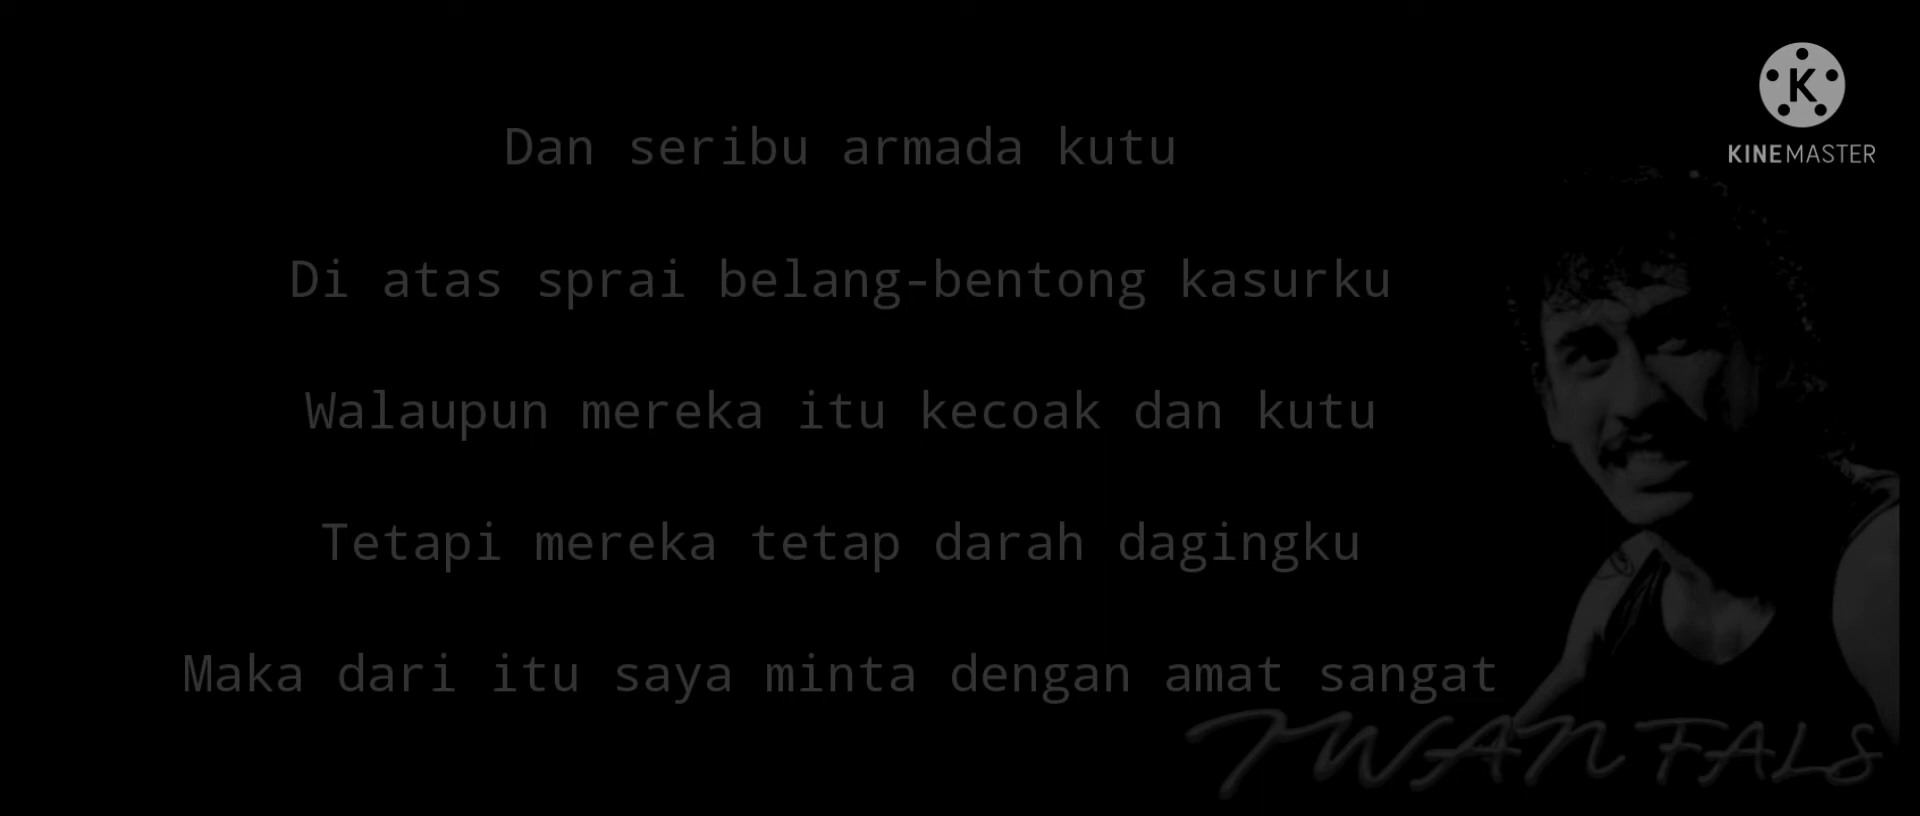 Dan seribu armada kutu
Di atas sprai belang-bentong kasurku
Walaupun mereka itu kecoak dan kutu
Tetapi mereka tetap darah dagingku
Maka dari itu saya minta dengan amat sangat
K
KINEMASTER
IWAN FALS